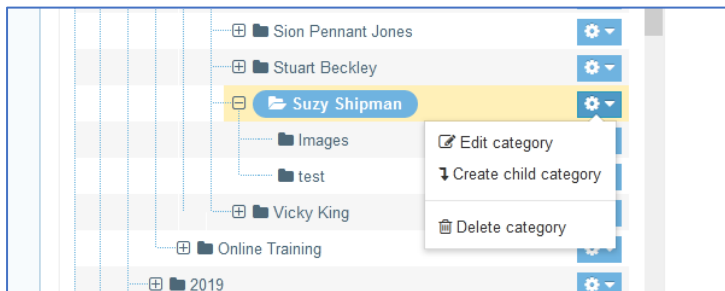 Sion Pennant Jones
Stuart Beckley
Suzy Shipman
Images
Edit category
test
Create child category
Vicky King
Delete category
Online Training
2019